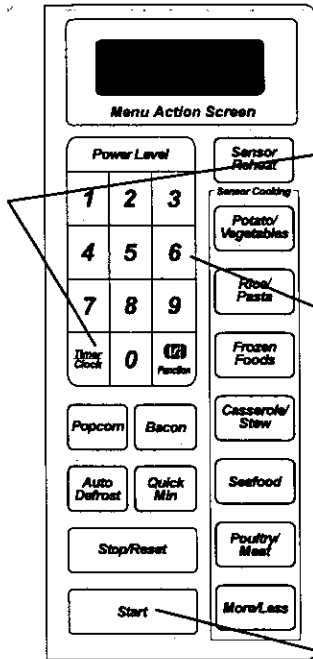 Menu Action Screen
Power Level
1 2 3
4 5 6
7 8 9
Timer
Clock
0
Function
Popcorn
Bacon
Auto
Defrost
Quick
Min
Stop/Reset
Start
Sensor
Reheat
Sensor Cooking
Potato/
Vegetables
Rice/
Pasta
Frozen
Foods
Casserole/
Stew
Seafood
Poultry/
Meat
More/Less